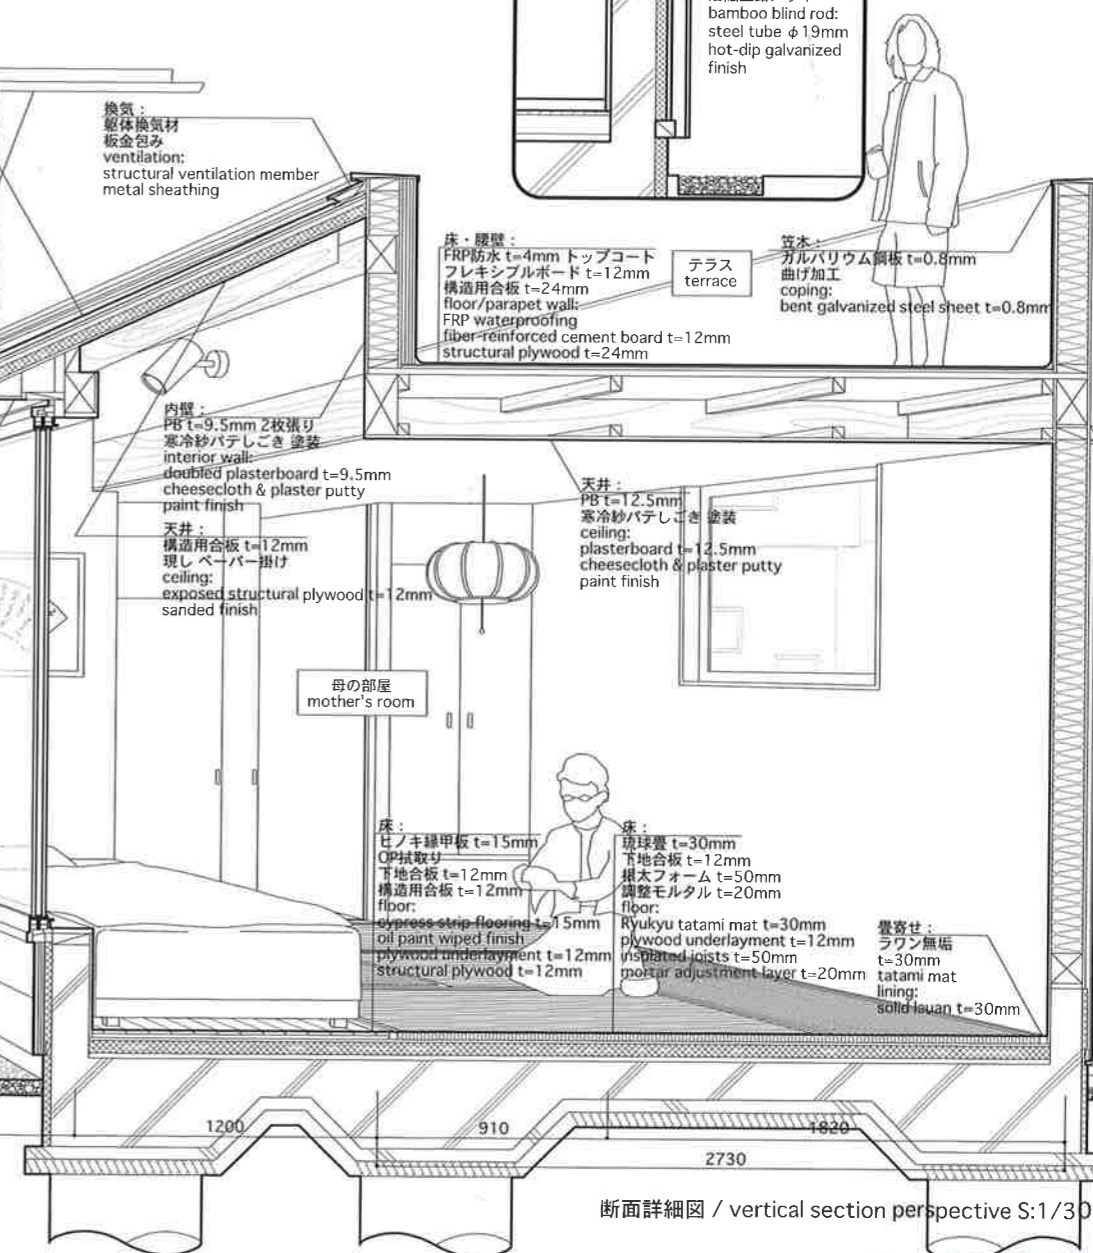 bamboo blind rod:
steel tube φ19mm
hot-dip galvanized
finish
換気：
躯体換気材
板金包み
ventilation:
structural ventilation member
metal sheathing
床・腰壁：
FRP防水 t=4mm トップコート
フレキシブルボード t=12mm
構造用合板 t=24mm
floor/parapet wall:
FRP waterproofing
fiber-reinforced cement board t=12mm
structural plywood t=24mm
テラス
terrace
笠木：
ガルバリウム鋼板 t=0.8mm
曲げ加工
coping:
bent galvanized steel sheet t=0.8mm
内壁：
PB t=9.5mm 2枚張り
寒冷紗パテしごき 塗装
interior wall:
doubled plasterboard t=9.5mm
cheesecloth & plaster putty
paint finish
天井：
構造用合板 t=12mm
現し ペーパー掛け
ceiling:
exposed structural plywood t=12mm
sanded finish
天井：
PB t=12.5mm
寒冷紗パテしごき 塗装
ceiling:
plasterboard t=12.5mm
cheesecloth & plaster putty
paint finish
母の部屋
mother's room
床：
ヒノキ縁甲板 t=15mm
OP拭取り
下地合板 t=12mm
構造用合板 t=12mm
floor:
cypress strip flooring t=15mm
oil paint wiped finish
plywood underlayment t=12mm
structural plywood t=12mm
床：
琉球畳 t=30mm
下地合板 t=12mm
根太フォーム t=50mm
調整モルタル t=20mm
floor:
Ryukyu tatami mat t=30mm
plywood underlayment t=12mm
insulated joists t=50mm
mortar adjustment layer t=20mm
畳寄せ：
ラワン無垢
t=30mm
tatami mat
lining:
solid lauan t=30mm
1200
910
1820
2730
断面詳細図 / vertical section perspective S:1/30